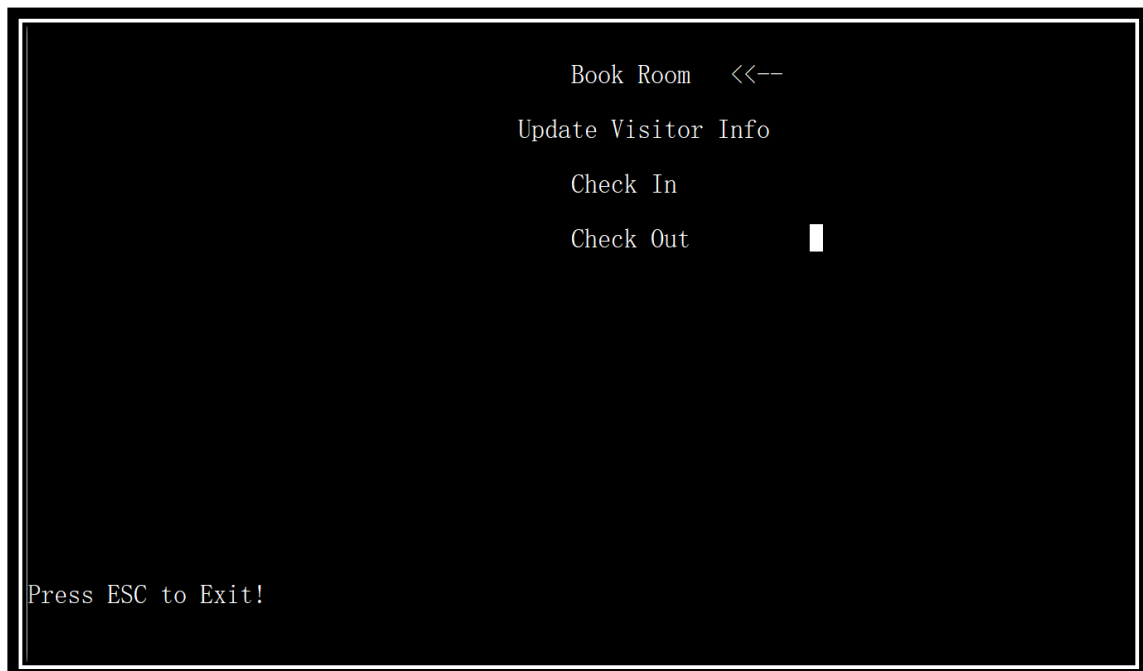 Book Room <<--
Update Visitor Info
Check In
Check Out
Press ESC to Exit!